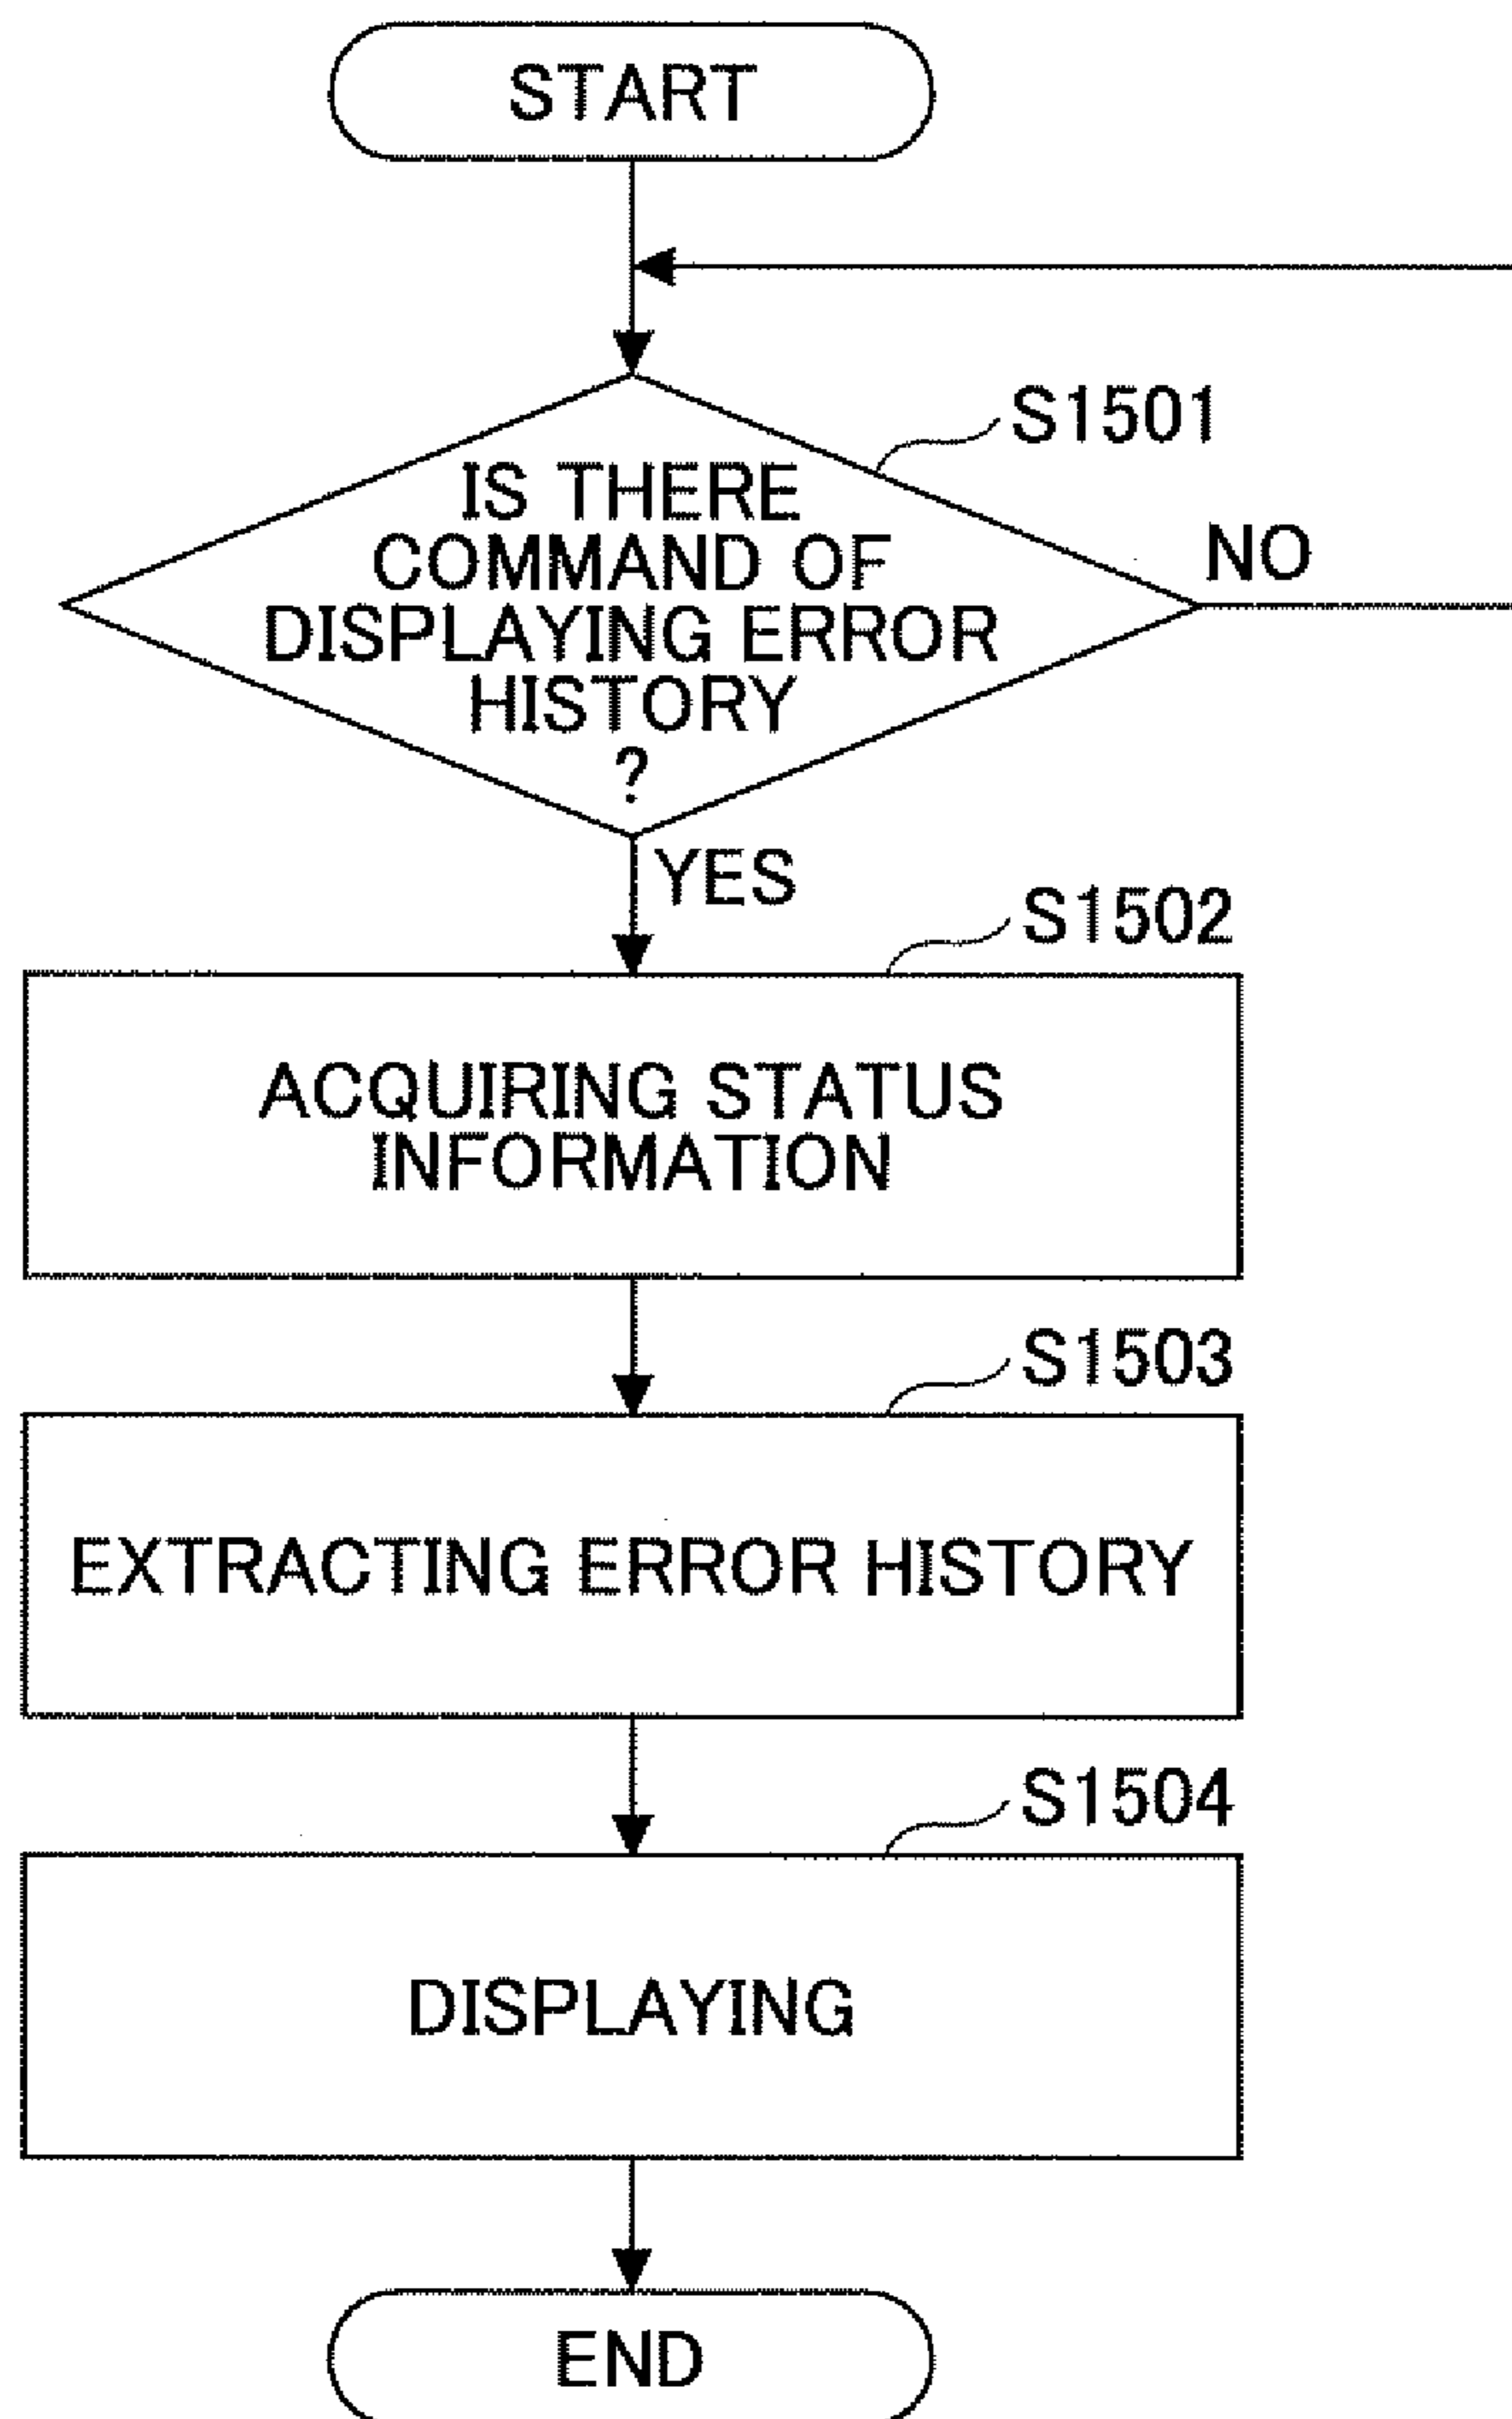 START
S1501
IS THERE
COMMAND OF
DISPLAYING ERROR
HISTORY
?
NO
YES
S1502
ACQUIRING STATUS
INFORMATION
S1503
EXTRACTING ERROR HISTORY
S1504
DISPLAYING
END